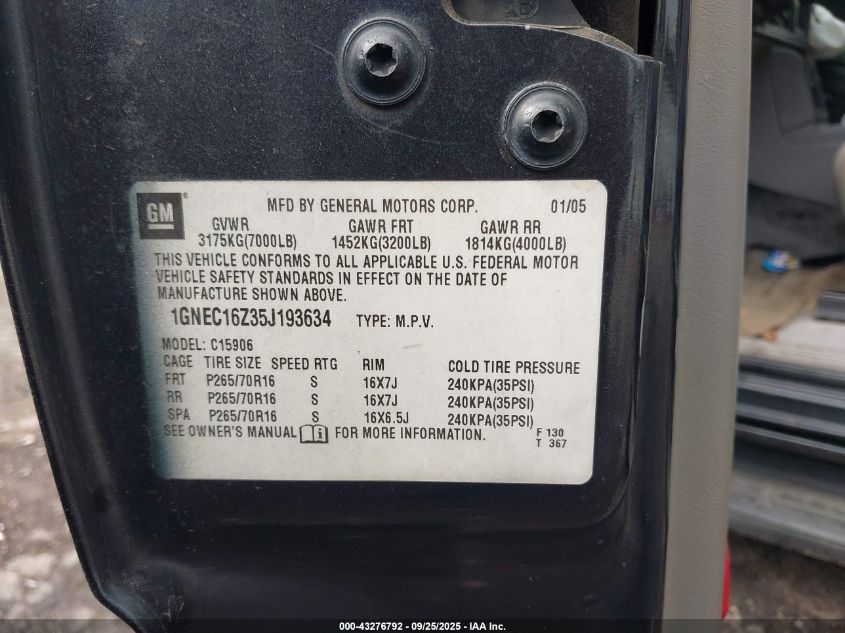 GM® MFD BY GENERAL MOTORS CORP. 01/05
GVWR GAWR FRT GAWR RR
3175KG(7000LB) 1452KG(3200LB) 1814KG(4000LB)
THIS VEHICLE CONFORMS TO ALL APPLICABLE U.S. FEDERAL MOTOR
VEHICLE SAFETY STANDARDS IN EFFECT ON THE DATE OF
MANUFACTURE SHOWN ABOVE.
1GNEC16Z35J193634 TYPE: M.P.V.
MODEL: C15906
CAGE TIRE SIZE SPEED RTG RIM COLD TIRE PRESSURE
FRT P265/70R16 S 16X7J 240KPA(35PSI)
RR P265/70R16 S 16X7J 240KPA(35PSI)
SPA P265/70R16 S 16X6.5J 240KPA(35PSI)
SEE OWNER'S MANUAL FOR MORE INFORMATION. F 130
T 367
000-43276792 - 09/25/2025 - IAA Inc.